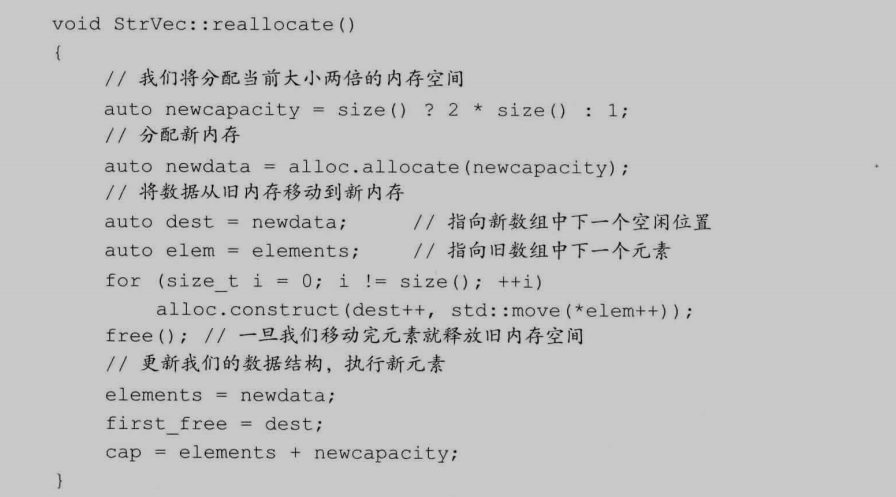 void StrVec::reallocate()
{
    // 我们将分配当前大小两倍的内存空间
    auto newcapacity = size() ? 2 * size() : 1;
    // 分配新内存
    auto newdata = alloc.allocate(newcapacity);
    // 将数据从旧内存移动到新内存
    auto dest = newdata;      // 指向新数组中下一个空闲位置
    auto elem = elements;     // 指向旧数组中下一个元素
    for (size_t i = 0; i != size(); ++i)
        alloc.construct(dest++, std::move(*elem++));
    free(); // 一旦我们移动完元素就释放旧内存空间
    // 更新我们的数据结构，执行新元素
    elements = newdata;
    first_free = dest;
    cap = elements + newcapacity;
}